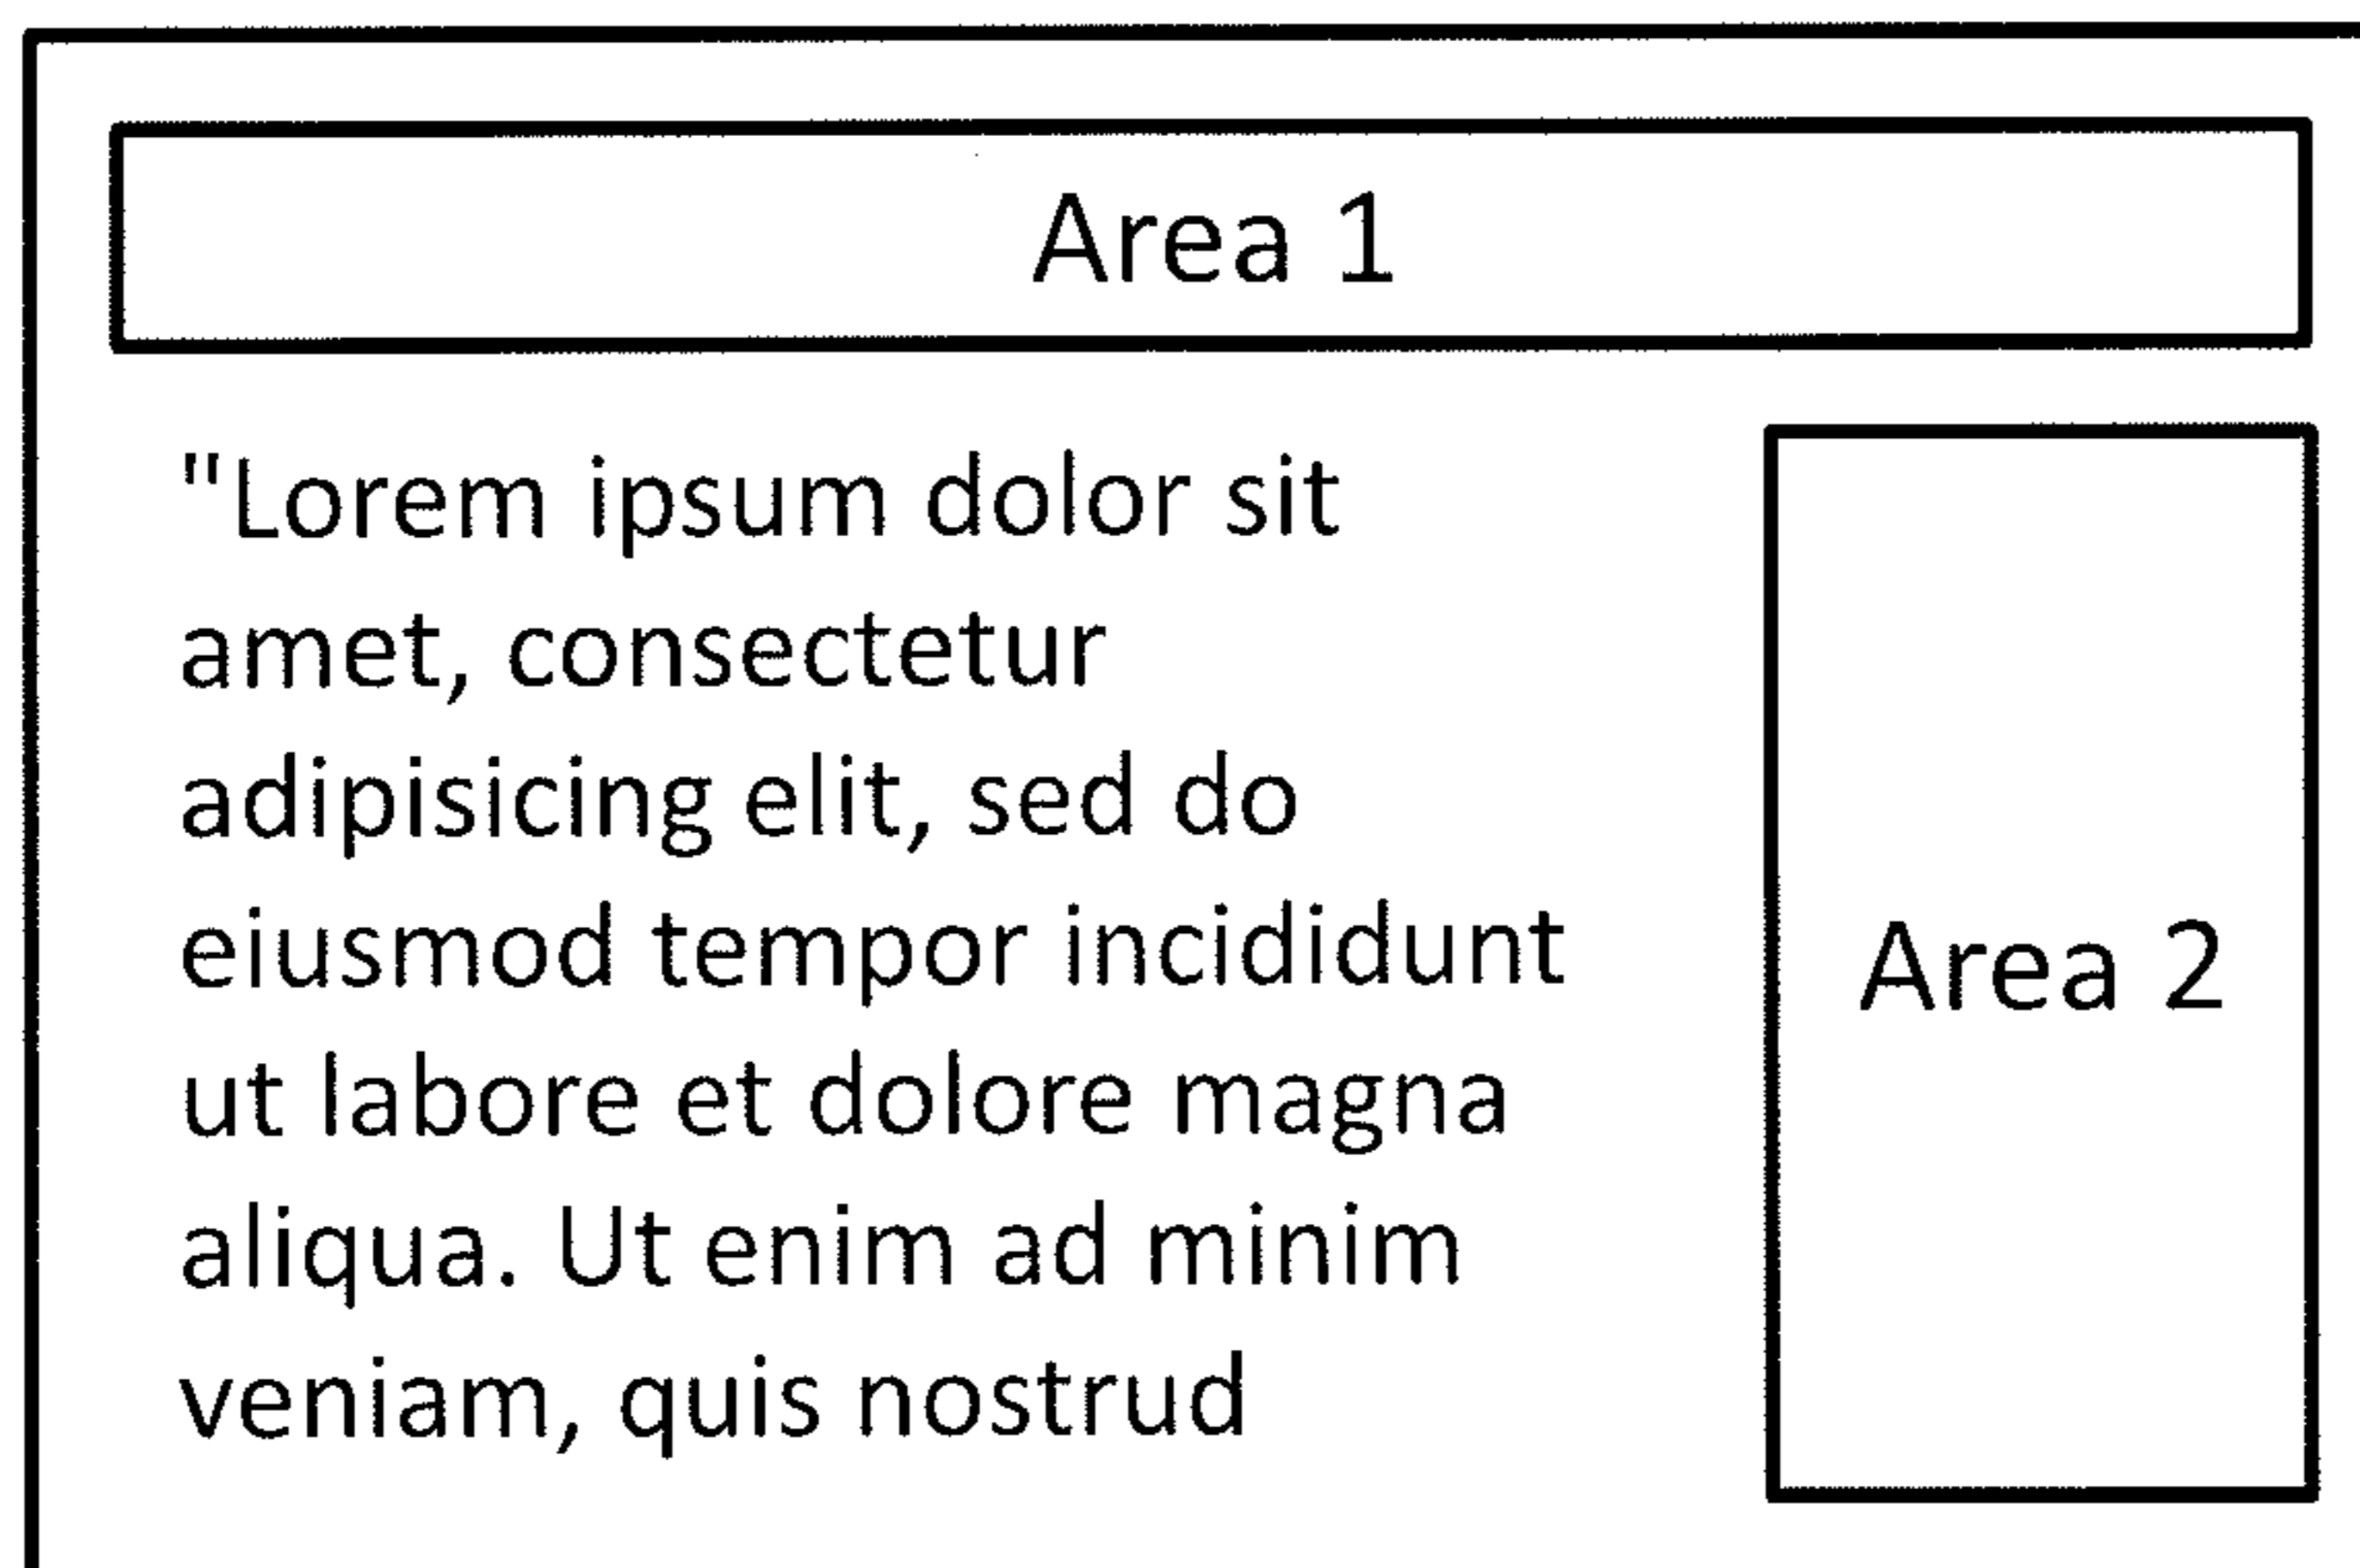 Area 1
"Lorem ipsum dolor sit
amet, consectetur
adipisicing elit, sed do
eiusmod tempor incididunt
ut labore et dolore magna
aliqua. Ut enim ad minim
veniam, quis nostrud
Area 2